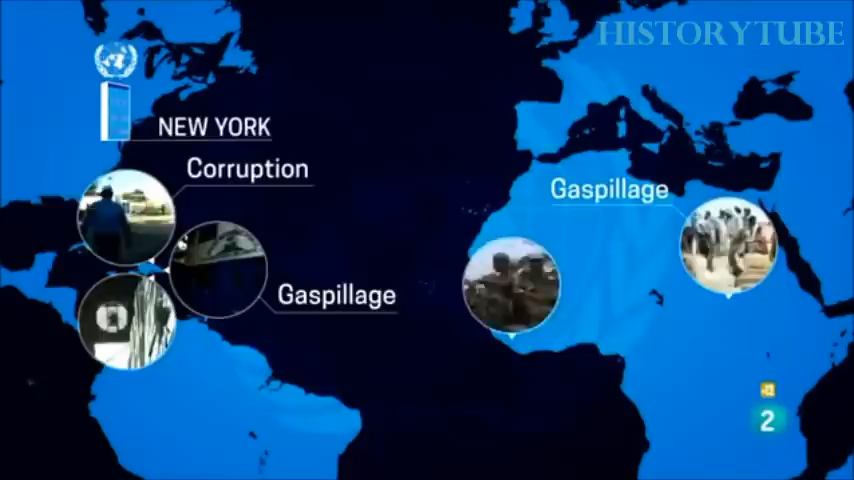 HISTORYTUBE
NEW YORK
Corruption
Gaspillage
Gaspillage
2